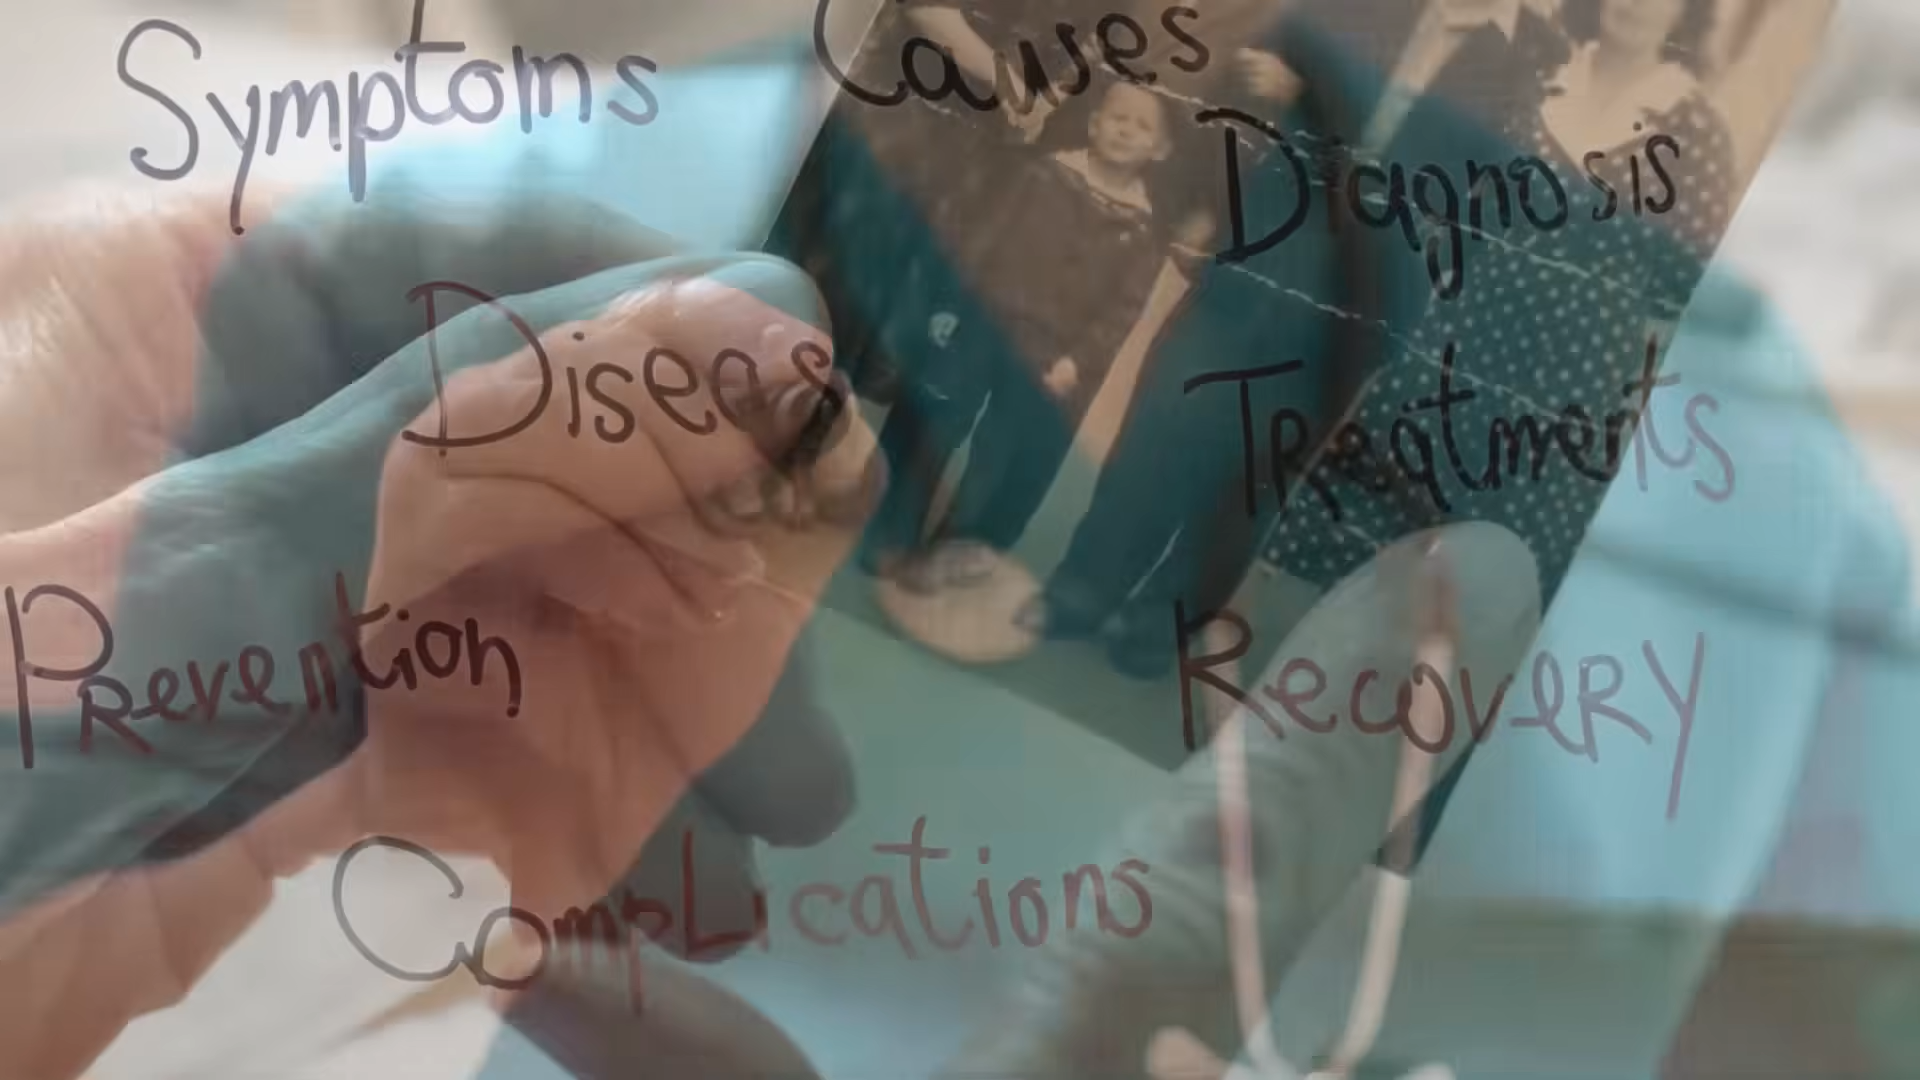 Symptoms
Causes
Diagnosis
Diseas
Treatments
Prevention
Recovery
Complications